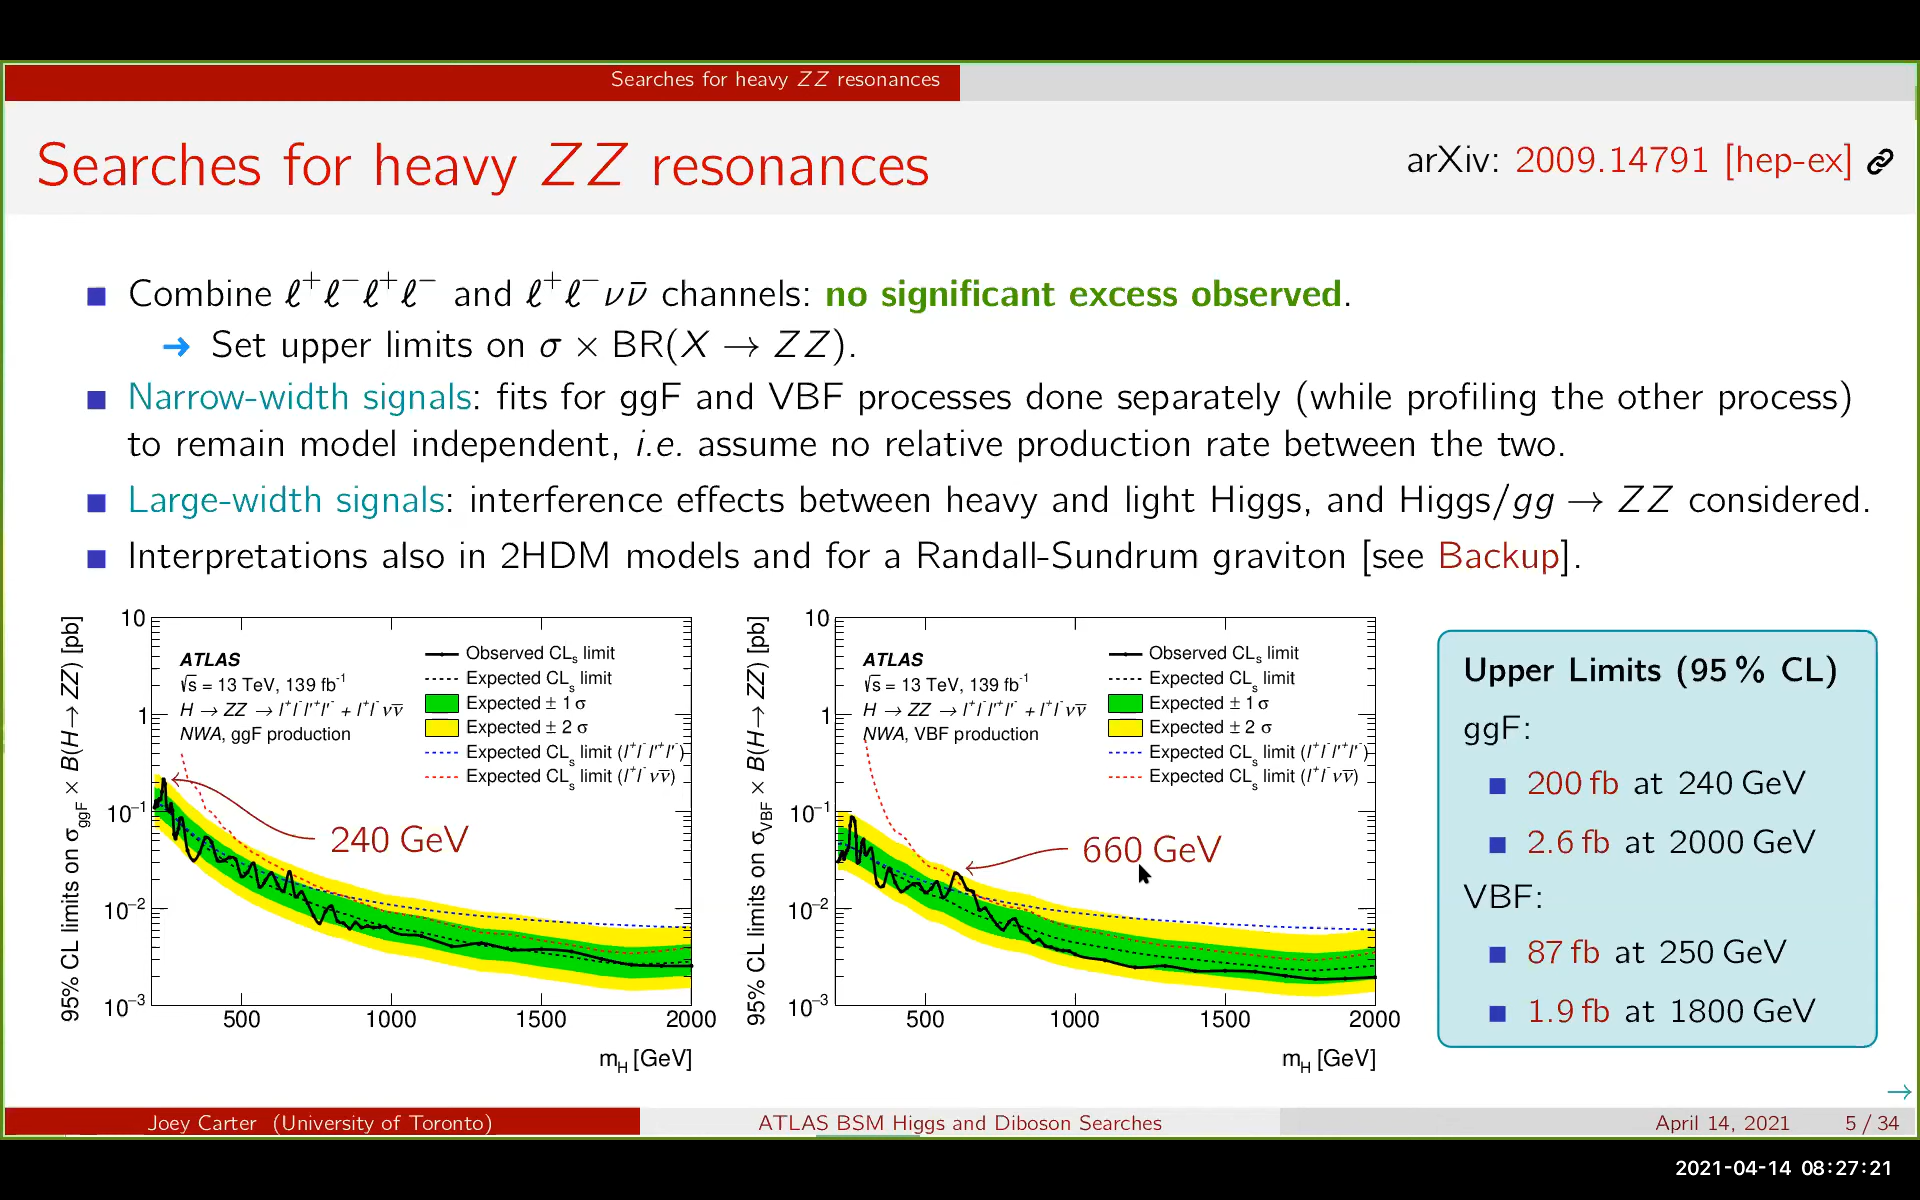 Searches for heavy ZZ resonances
Searches for heavy ZZ resonances
arXiv: 2009.14791 [hep-ex]
Combine ℓ⁺ℓ⁻ℓ⁺ℓ⁻ and ℓ⁺ℓ⁻νν̄ channels: no significant excess observed.
➜ Set upper limits on σ × BR(X → ZZ).
Narrow-width signals: fits for ggF and VBF processes done separately (while profiling the other process)
to remain model independent, i.e. assume no relative production rate between the two.
Large-width signals: interference effects between heavy and light Higgs, and Higgs/gg → ZZ considered.
Interpretations also in 2HDM models and for a Randall-Sundrum graviton [see Backup].
95% CL limits on σ_ggF × B(H→ ZZ) [pb]
10
1
10⁻¹
10⁻²
10⁻³
ATLAS
√s = 13 TeV, 139 fb⁻¹
H → ZZ → l⁺l⁻l'⁺l'⁻ + l⁺l⁻νν̄
NWA, ggF production
Observed CLs limit
Expected CLs limit
Expected ± 1 σ
Expected ± 2 σ
Expected CLs limit (l⁺l⁻l'⁺l'⁻)
Expected CLs limit (l⁺l⁻νν̄)
240 GeV
500 1000 1500 2000
m_H [GeV]
95% CL limits on σ_VBF × B(H→ ZZ) [pb]
10
1
10⁻¹
10⁻²
10⁻³
ATLAS
√s = 13 TeV, 139 fb⁻¹
H → ZZ → l⁺l⁻l'⁺l'⁻ + l⁺l⁻νν̄
NWA, VBF production
Observed CLs limit
Expected CLs limit
Expected ± 1 σ
Expected ± 2 σ
Expected CLs limit (l⁺l⁻l'⁺l'⁻)
Expected CLs limit (l⁺l⁻νν̄)
660 GeV
500 1000 1500 2000
m_H [GeV]
Upper Limits (95 % CL)
ggF:
200 fb at 240 GeV
2.6 fb at 2000 GeV
VBF:
87 fb at 250 GeV
1.9 fb at 1800 GeV
→
Joey Carter (University of Toronto)
ATLAS BSM Higgs and Diboson Searches
April 14, 2021
5 / 34
2021-04-14 08:27:21